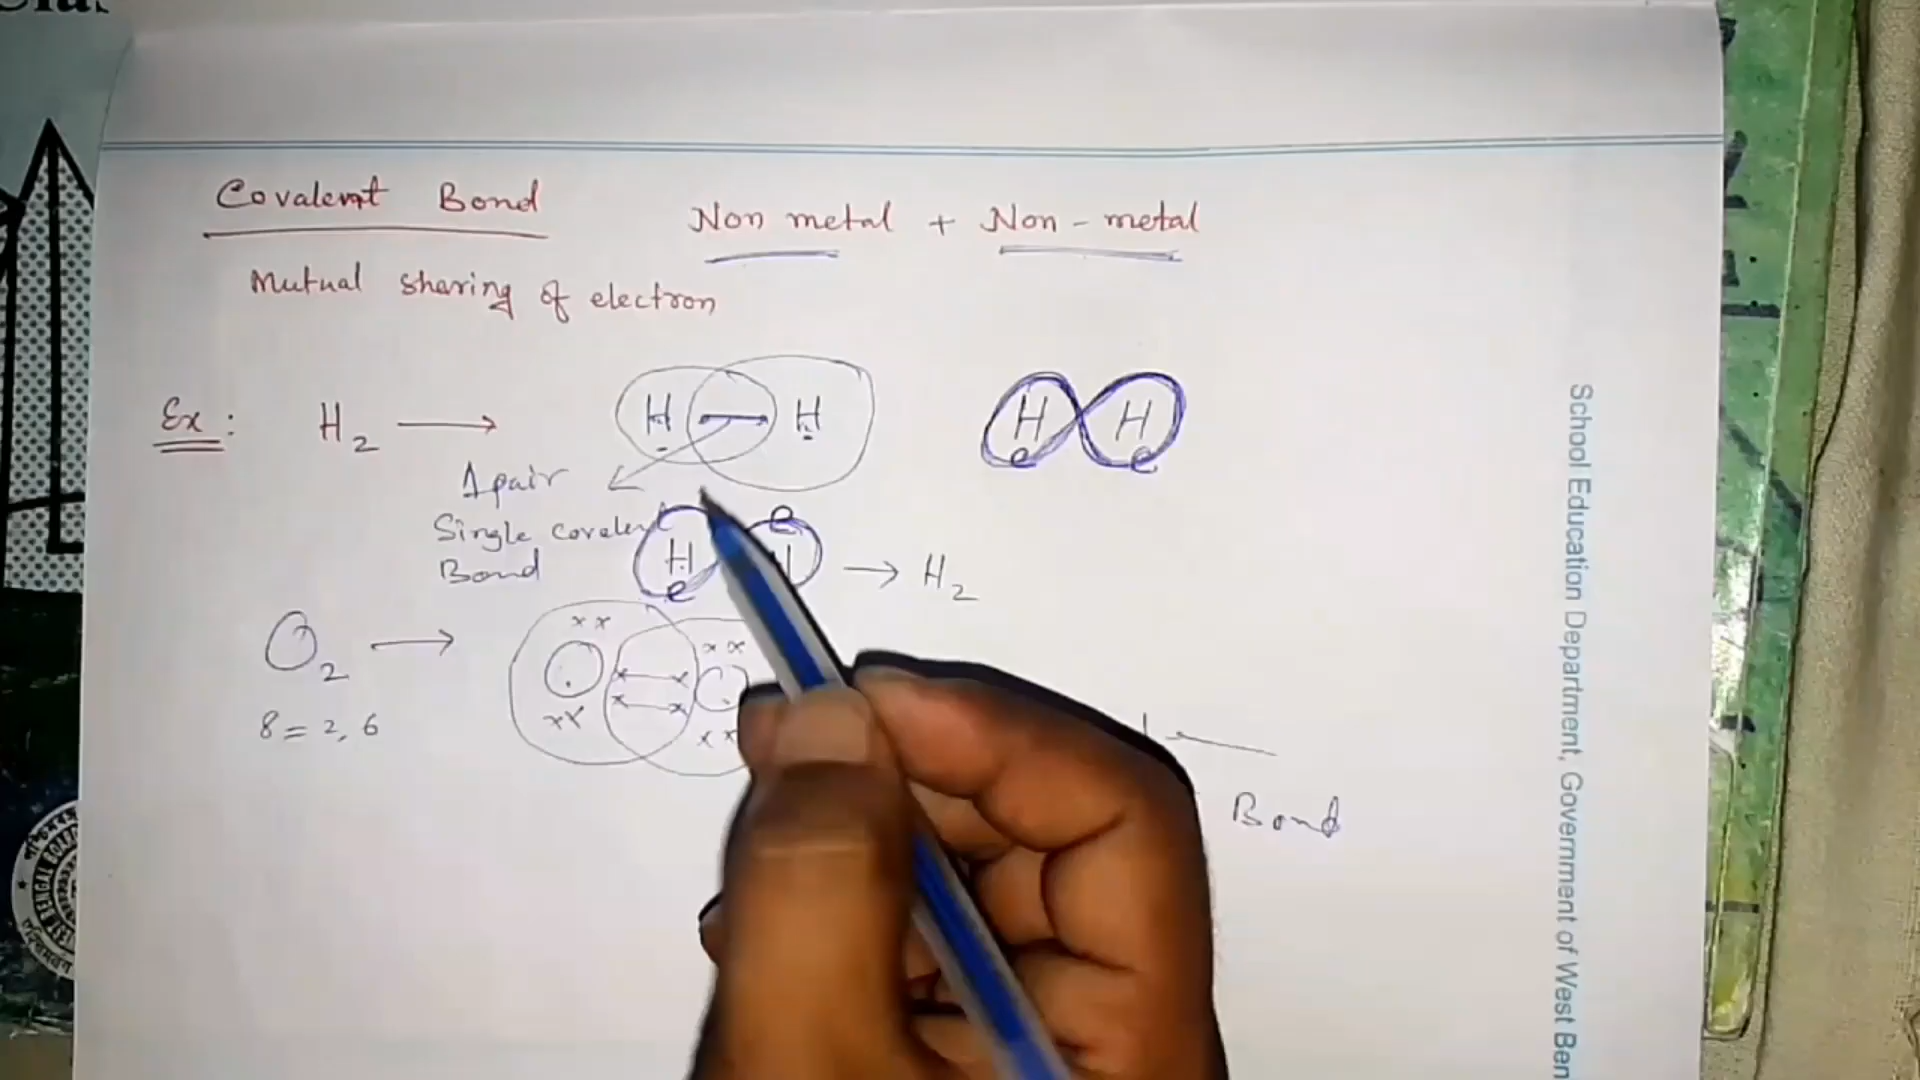 Covalent Bond
Non metal + Non-metal
Mutual sharing of electron
Ex: H₂ → H H
H H
e e
1 pair
Single covalent
Bond
e
H → H₂
e
O₂ →
8 = 2, 6
Bond
School Education Department, Government of West Ben